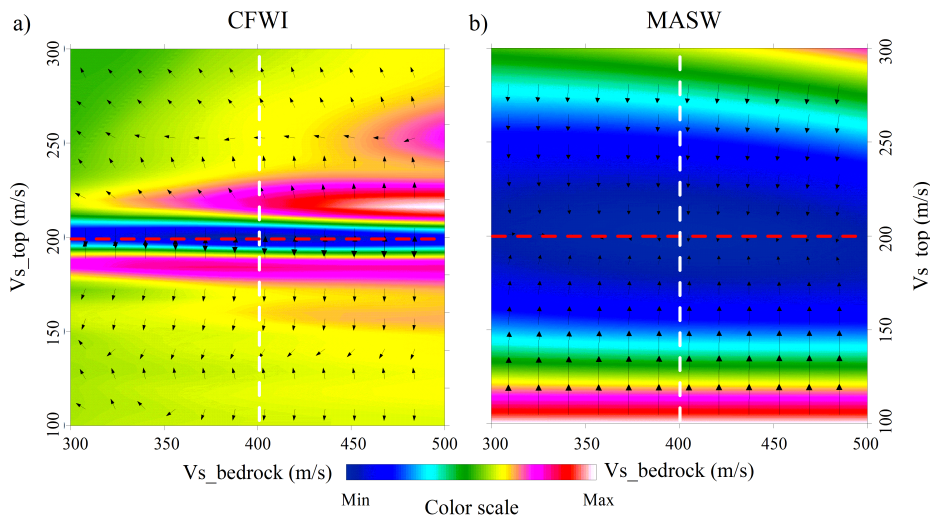 a) CFWI b) MASW
300 300
250 250
200 200
150 150
100 100
Vs_top (m/s) Vs_top (m/s)
300 350 400 450 500 300 350 400 450 500
Vs_bedrock (m/s) Vs_bedrock (m/s)
Min Max
Color scale